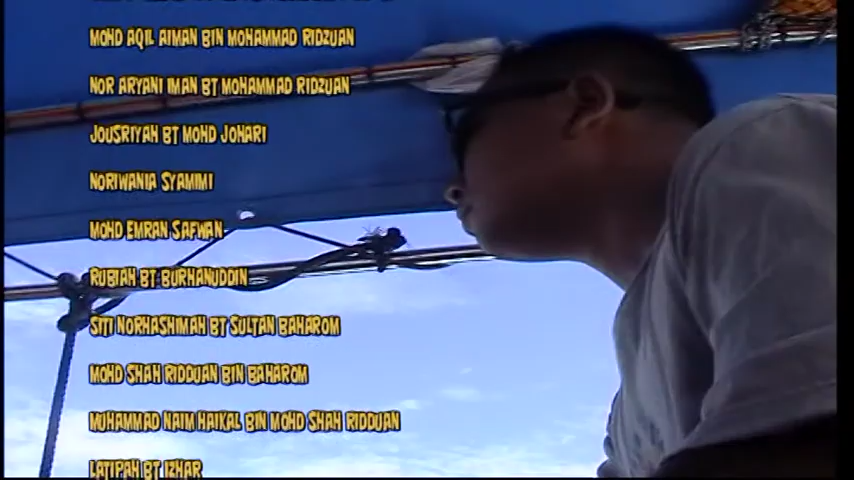 MOHD AQIL AIMAN BIN MOHAMMAD RIDZUAN
NOR ARYANI IMAN BT MOHAMMAD RIDZUAN
JOUSRIYAH BT MOHD JOHARI
NORIWANA SYAMIMI
MOHD EMRAN SAFWAN
RUBIAH BT BURHANUDDIN
SITI NORHASHIMAH BT SULTAN BAHAROM
MOHD SHAH RIDDUAN BIN BAHAROM
MUHAMMAD NAIM HAIKAL BIN MOHD SHAH RIDDUAN
LATIPAH BT IZHAR